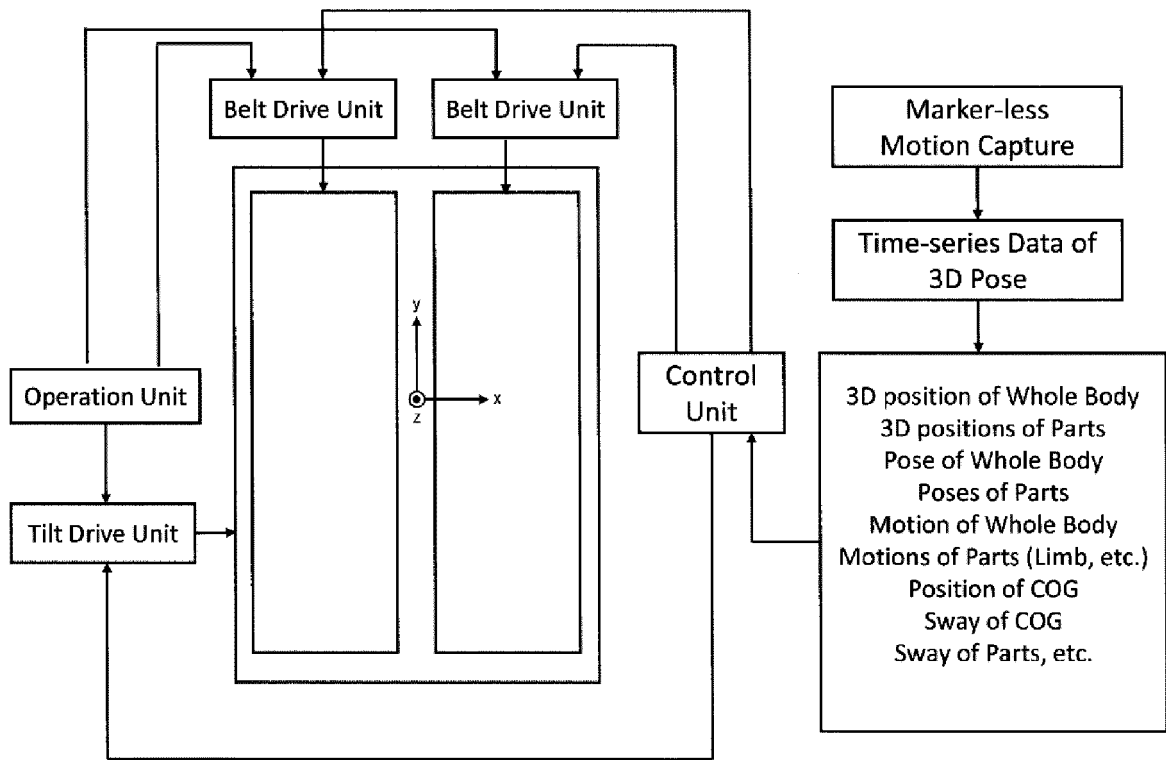 Belt Drive Unit
Belt Drive Unit
Marker-less
Motion Capture
Time-series Data of
3D Pose
y
x
z
Operation Unit
Control
Unit
Tilt Drive Unit
3D position of Whole Body
3D positions of Parts
Pose of Whole Body
Poses of Parts
Motion of Whole Body
Motions of Parts (Limb, etc.)
Position of COG
Sway of COG
Sway of Parts, etc.